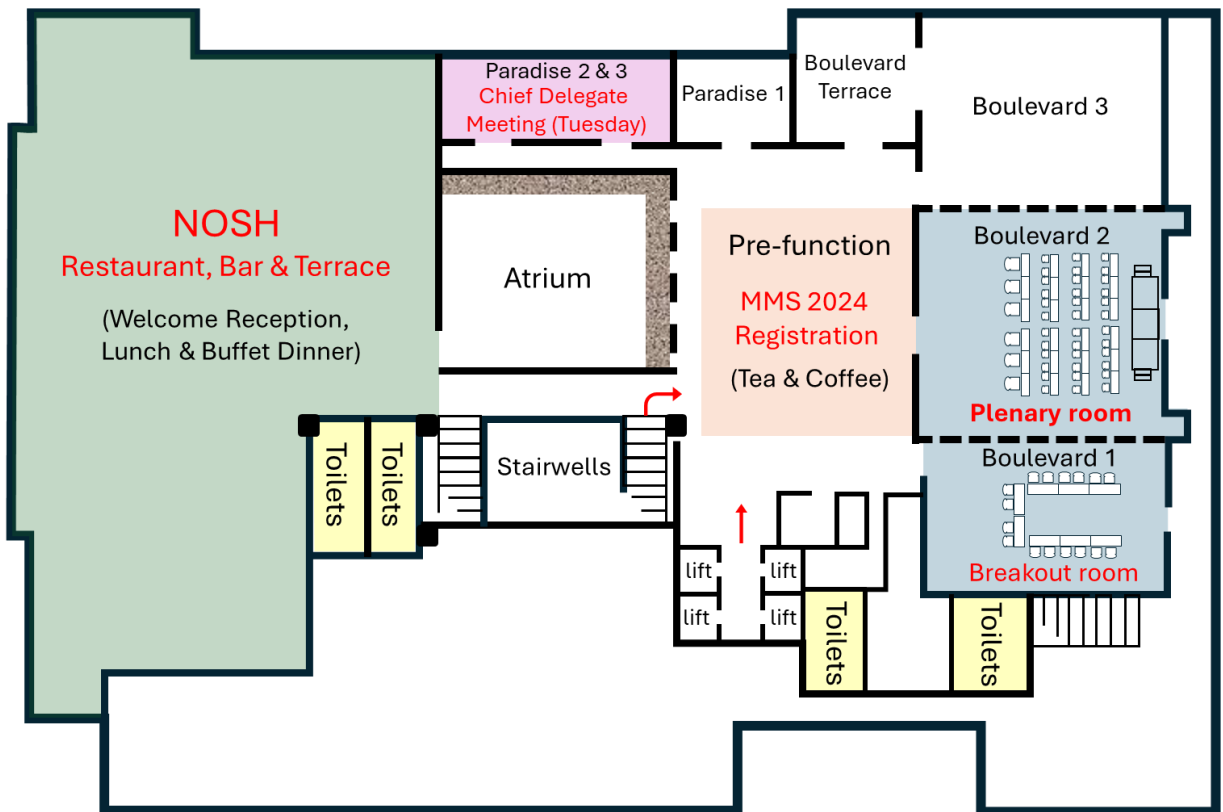 Paradise 2 & 3
Chief Delegate
Meeting (Tuesday)
Paradise 1
Boulevard
Terrace
Boulevard 3
NOSH
Restaurant, Bar & Terrace
(Welcome Reception,
Lunch & Buffet Dinner)
Atrium
Pre-function
MMS 2024
Registration
(Tea & Coffee)
Boulevard 2
Plenary room
Boulevard 1
Breakout room
Toilets
Toilets
Stairwells
lift
lift
lift
lift
Toilets
Toilets